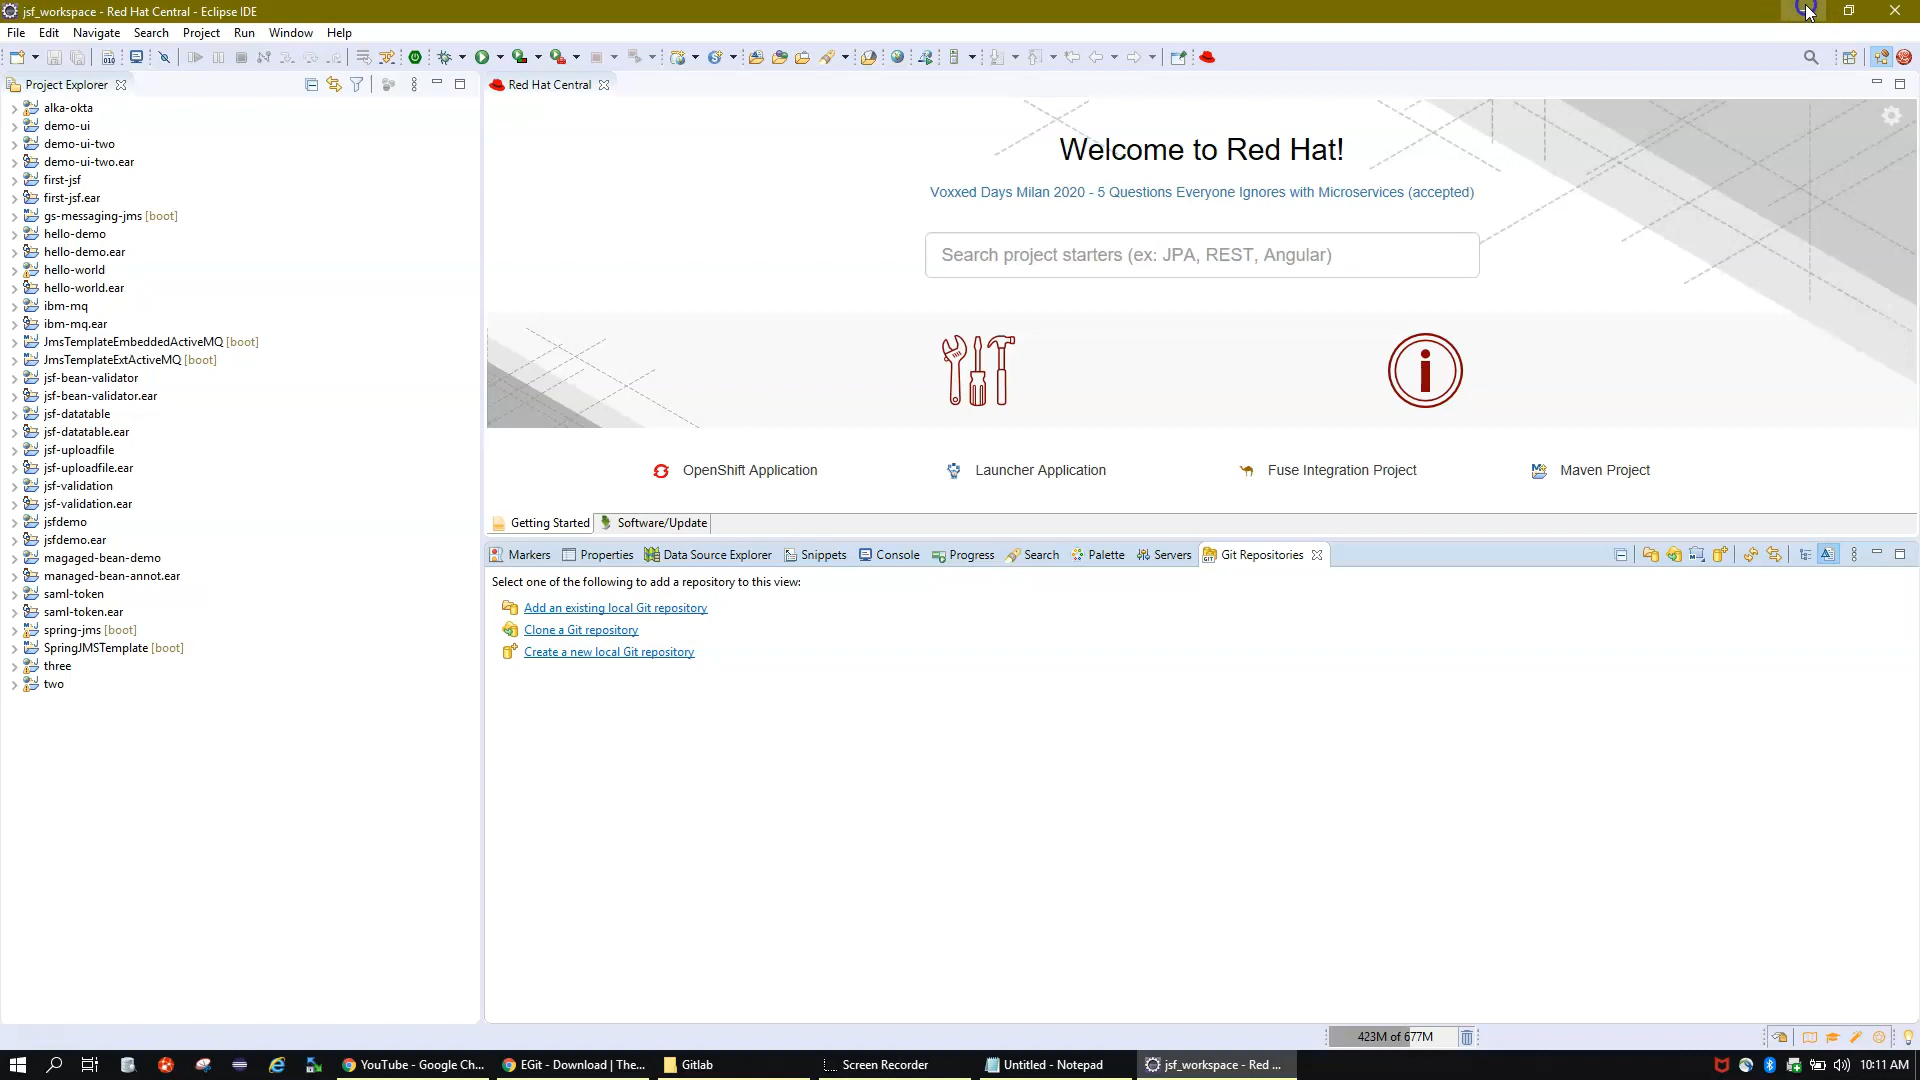 jsf_workspace - Red Hat Central - Eclipse IDE
File Edit Navigate Search Project Run Window Help
Project Explorer
Red Hat Central
alka-okta
demo-ui
demo-ui-two
demo-ui-two.ear
first-jsf
first-jsf.ear
gs-messaging-jms [boot]
hello-demo
hello-demo.ear
hello-world
hello-world.ear
ibm-mq
ibm-mq.ear
JmsTemplateEmbeddedActiveMQ [boot]
JmsTemplateExtActiveMQ [boot]
jsf-bean-validator
jsf-bean-validator.ear
jsf-datatable
jsf-datatable.ear
jsf-uploadfile
jsf-uploadfile.ear
jsf-validation
jsf-validation.ear
jsfdemo
jsfdemo.ear
magaged-bean-demo
managed-bean-annot.ear
saml-token
saml-token.ear
spring-jms [boot]
SpringJMSTemplate [boot]
three
two
Welcome to Red Hat!
Voxxed Days Milan 2020 - 5 Questions Everyone Ignores with Microservices (accepted)
Search project starters (ex: JPA, REST, Angular)
OpenShift Application Launcher Application Fuse Integration Project Maven Project
Getting Started Software/Update
Markers Properties Data Source Explorer Snippets Console Progress Search Palette Servers Git Repositories
Select one of the following to add a repository to this view:
Add an existing local Git repository
Clone a Git repository
Create a new local Git repository
423M of 677M
YouTube - Google Ch... EGit - Download | The... Gitlab Screen Recorder Untitled - Notepad jsf_workspace - Red ... 10:11 AM